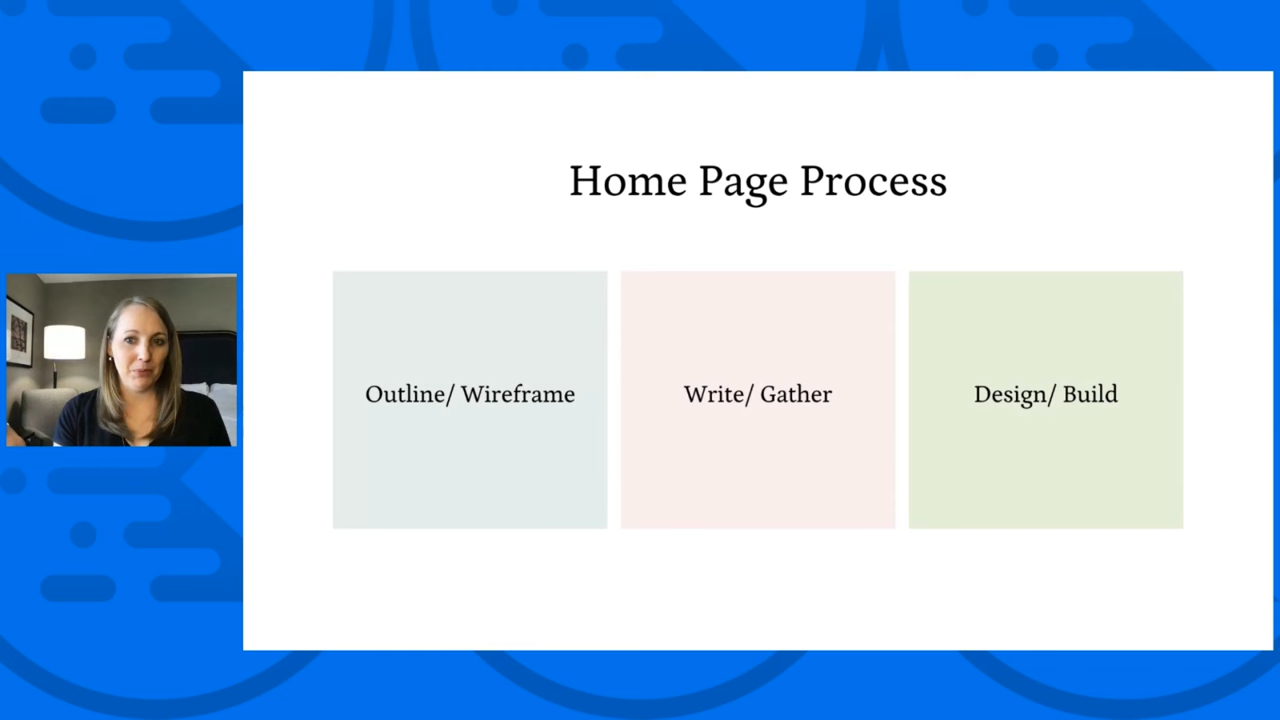 Home Page Process
Outline/ Wireframe
Write/ Gather
Design/ Build